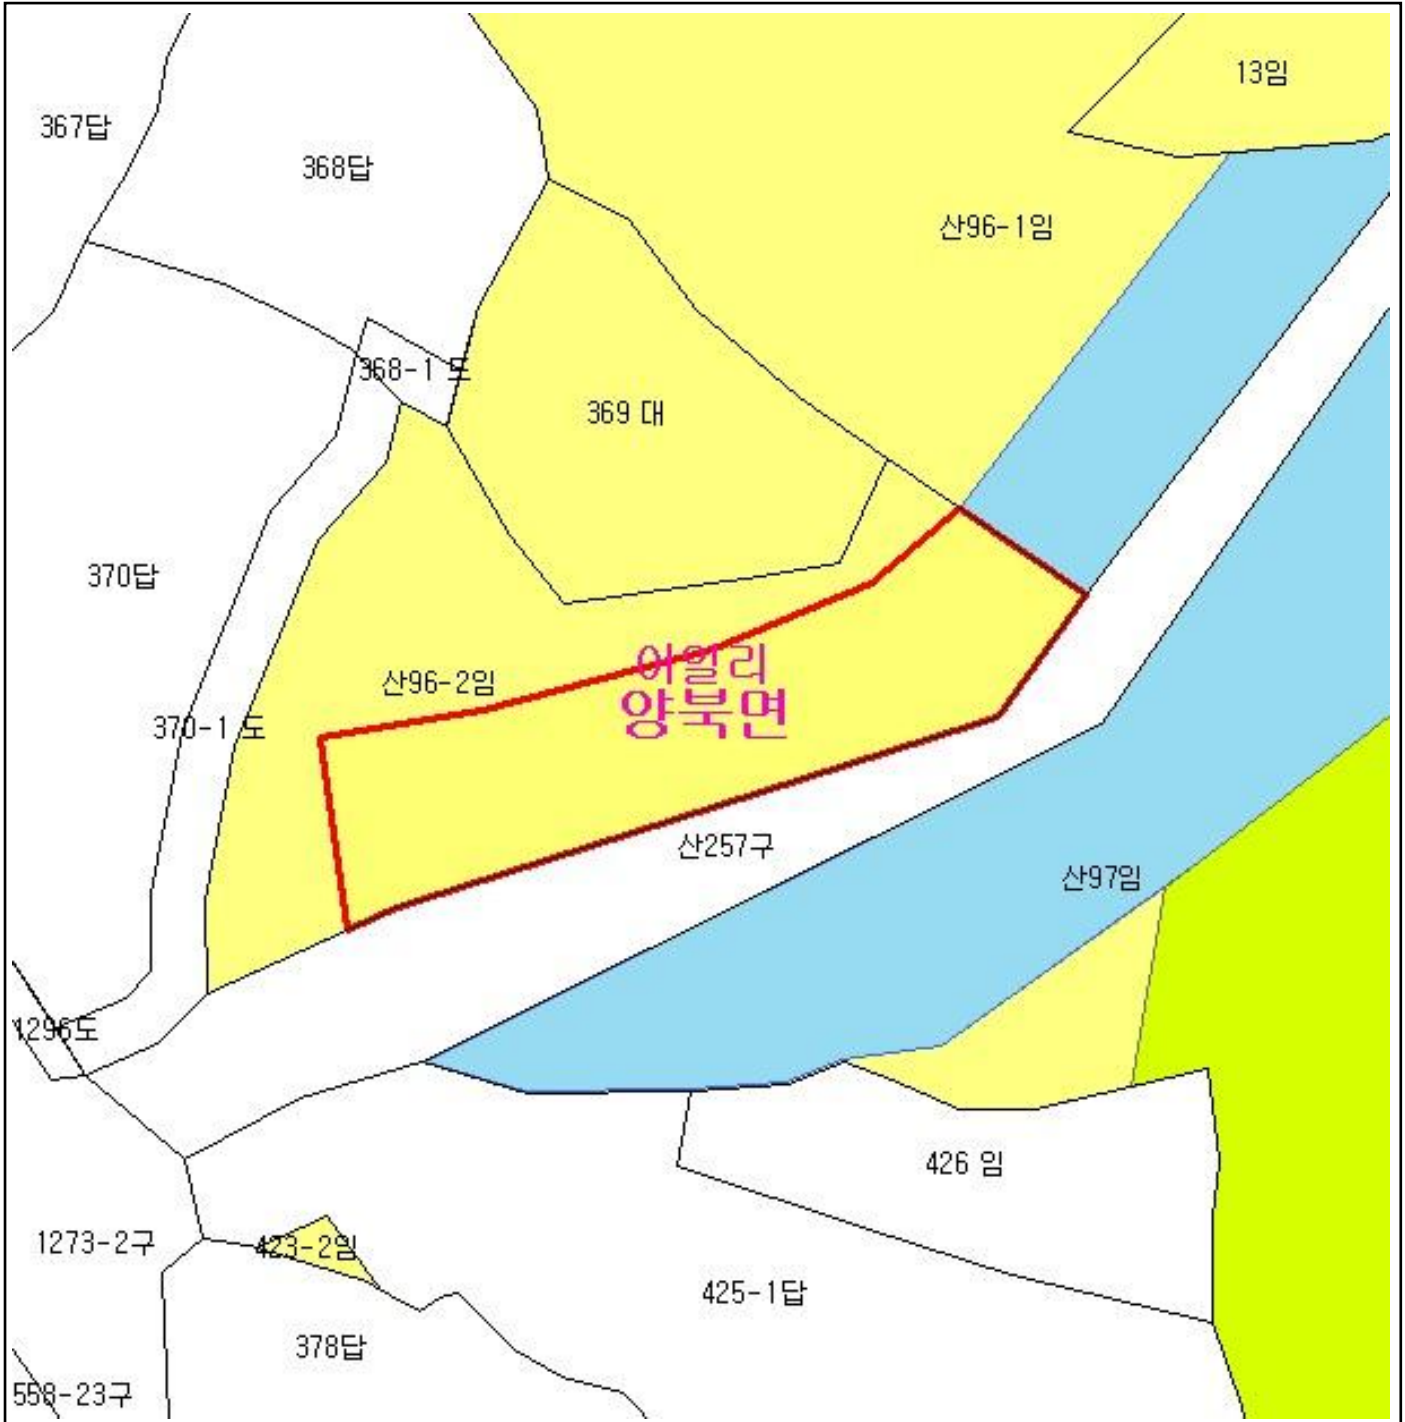 13임
367답
368답
산96-1임
368-1 도
369 대
370답
어일리
산96-2임
양북면
370-1 도
산257구
산97임
1296도
426 임
1273-2구
423-2임
425-1답
378답
558-23구